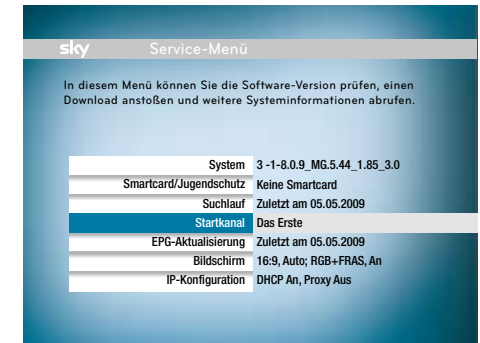 sky Service-Menü
In diesem Menü können Sie die Software-Version prüfen, einen
Download anstoßen und weitere Systeminformationen abrufen.
System 3 -1-8.0.9_MG.5.44_1.85_3.0
Smartcard/Jugendschutz Keine Smartcard
Suchlauf Zuletzt am 05.05.2009
Startkanal Das Erste
EPG-Aktualisierung Zuletzt am 05.05.2009
Bildschirm 16:9, Auto; RGB+FRAS, An
IP-Konfiguration DHCP An, Proxy Aus